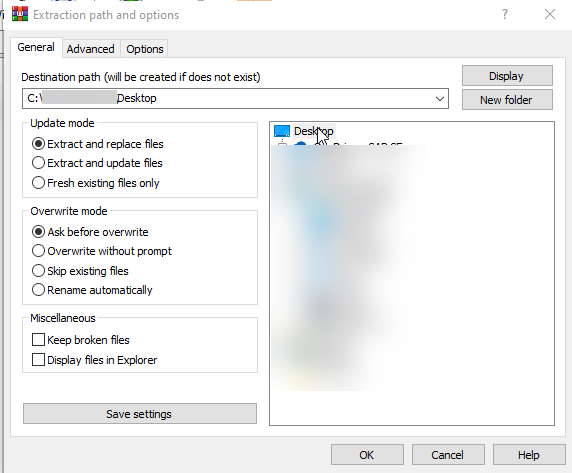 Extraction path and options
General
Advanced
Options
Destination path (will be created if does not exist)
Display
C:\ Desktop
New folder
Update mode
Extract and replace files
Extract and update files
Fresh existing files only
Overwrite mode
Ask before overwrite
Overwrite without prompt
Skip existing files
Rename automatically
Miscellaneous
Keep broken files
Display files in Explorer
Save settings
Desktop
OK
Cancel
Help